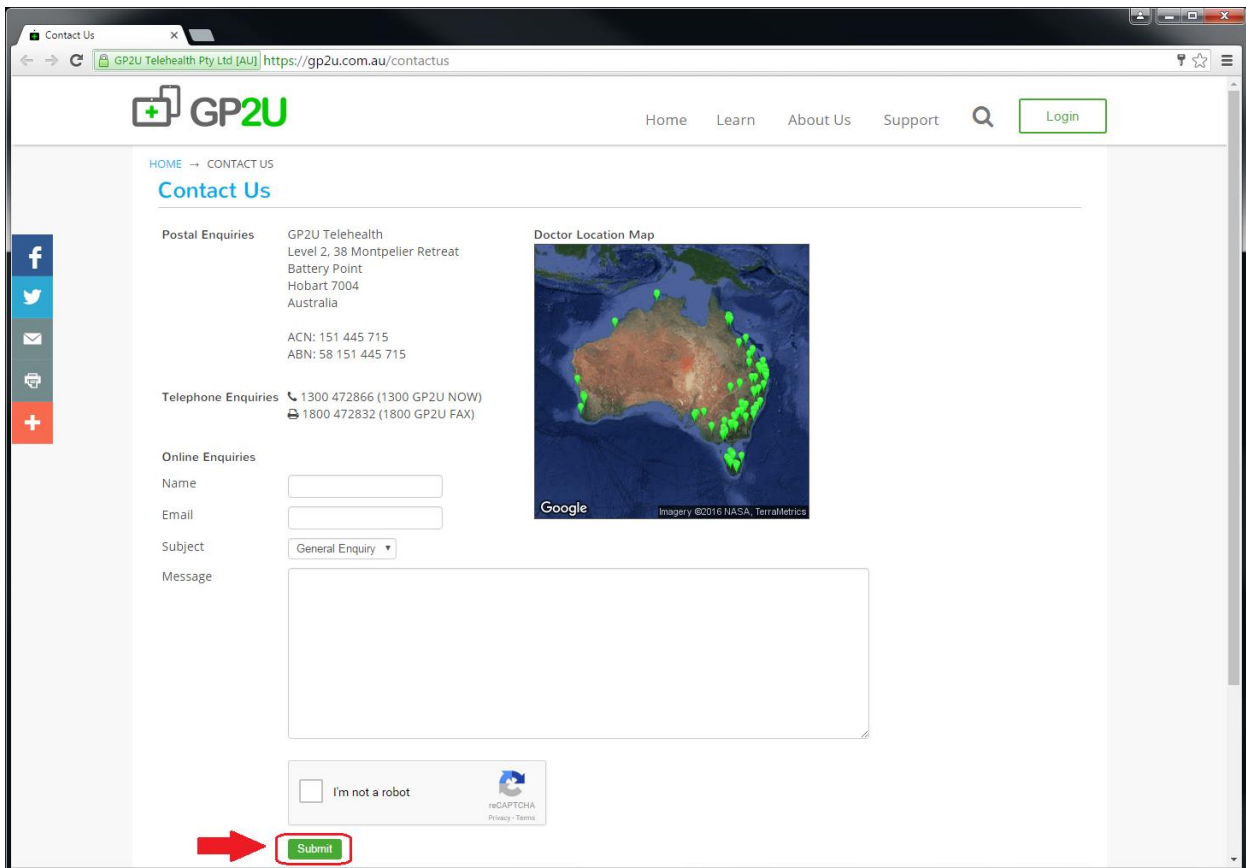 Contact Us
GP2U Telehealth Pty Ltd [AU] https://gp2u.com.au/contactus
GP2U
Home Learn About Us Support Login
HOME → CONTACT US
Contact Us
Postal Enquiries
GP2U Telehealth
Level 2, 38 Montpelier Retreat
Battery Point
Hobart 7004
Australia
ACN: 151 445 715
ABN: 58 151 445 715
Telephone Enquiries
1300 472866 (1300 GP2U NOW)
1800 472832 (1800 GP2U FAX)
Doctor Location Map
Google
Imagery ©2016 NASA, TerraMetrics
Online Enquiries
Name
Email
Subject General Enquiry
Message
I'm not a robot
reCAPTCHA
Privacy - Terms
Submit